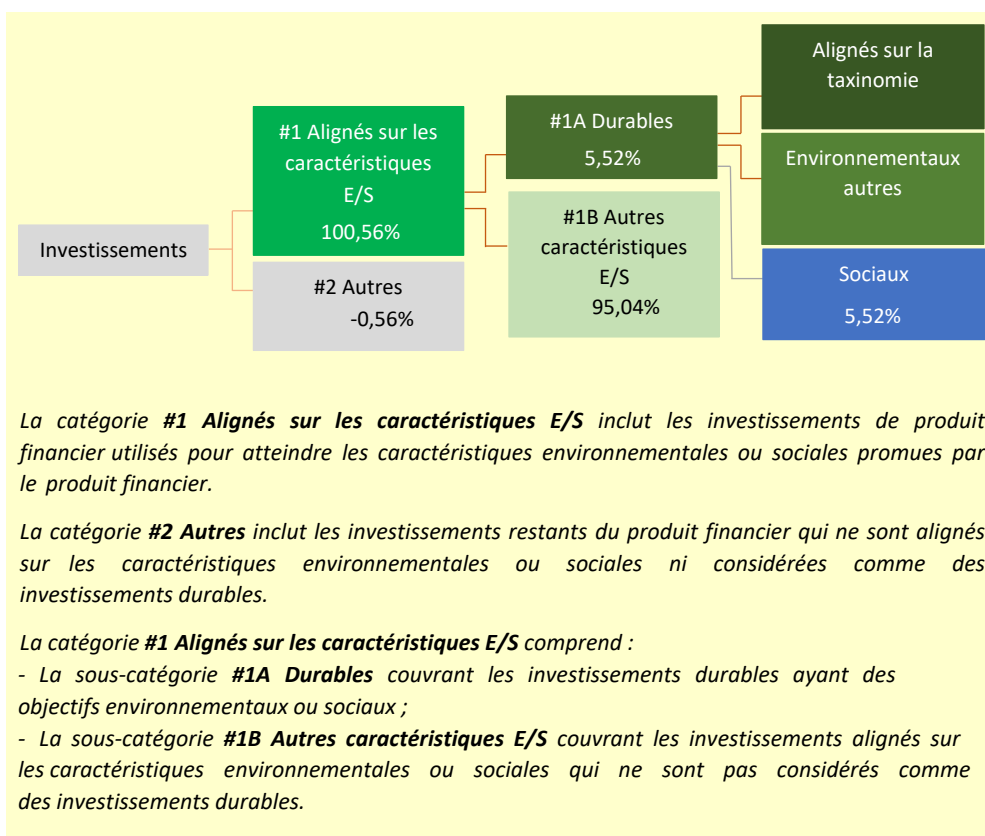 Investissements
#1 Alignés sur les
caractéristiques
E/S
100,56%
#2 Autres
-0,56%
#1A Durables
5,52%
#1B Autres
caractéristiques
E/S
95,04%
Alignés sur la
taxinomie
Environnementaux
autres
Sociaux
5,52%
La catégorie #1 Alignés sur les caractéristiques E/S inclut les investissements de produit
financier utilisés pour atteindre les caractéristiques environnementales ou sociales promues par
le produit financier.
La catégorie #2 Autres inclut les investissements restants du produit financier qui ne sont alignés
sur les caractéristiques environnementales ou sociales ni considérées comme des
investissements durables.
La catégorie #1 Alignés sur les caractéristiques E/S comprend :
- La sous-catégorie #1A Durables couvrant les investissements durables ayant des
objectifs environnementaux ou sociaux ;
- La sous-catégorie #1B Autres caractéristiques E/S couvrant les investissements alignés sur
les caractéristiques environnementales ou sociales qui ne sont pas considérés comme
des investissements durables.